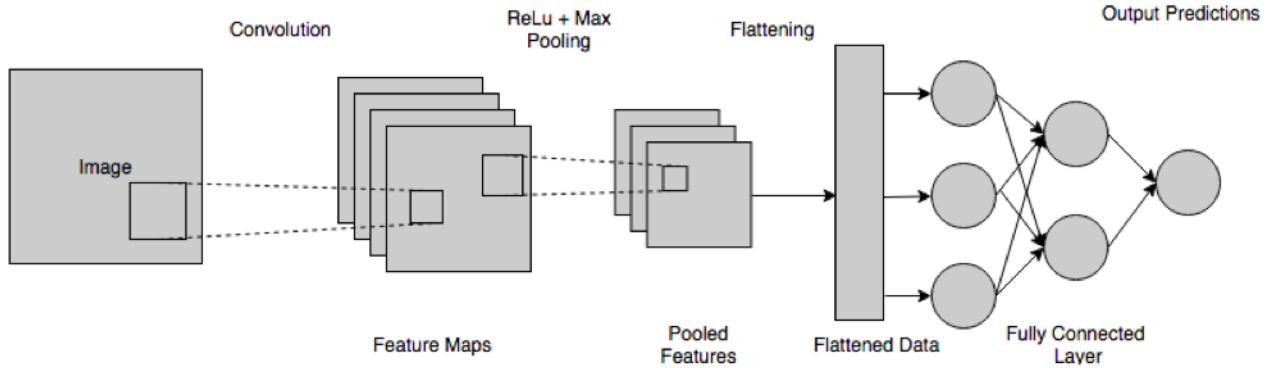 Convolution
ReLu + Max
Pooling
Flattening
Output Predictions
Image
Feature Maps
Pooled
Features
Flattened Data
Fully Connected
Layer